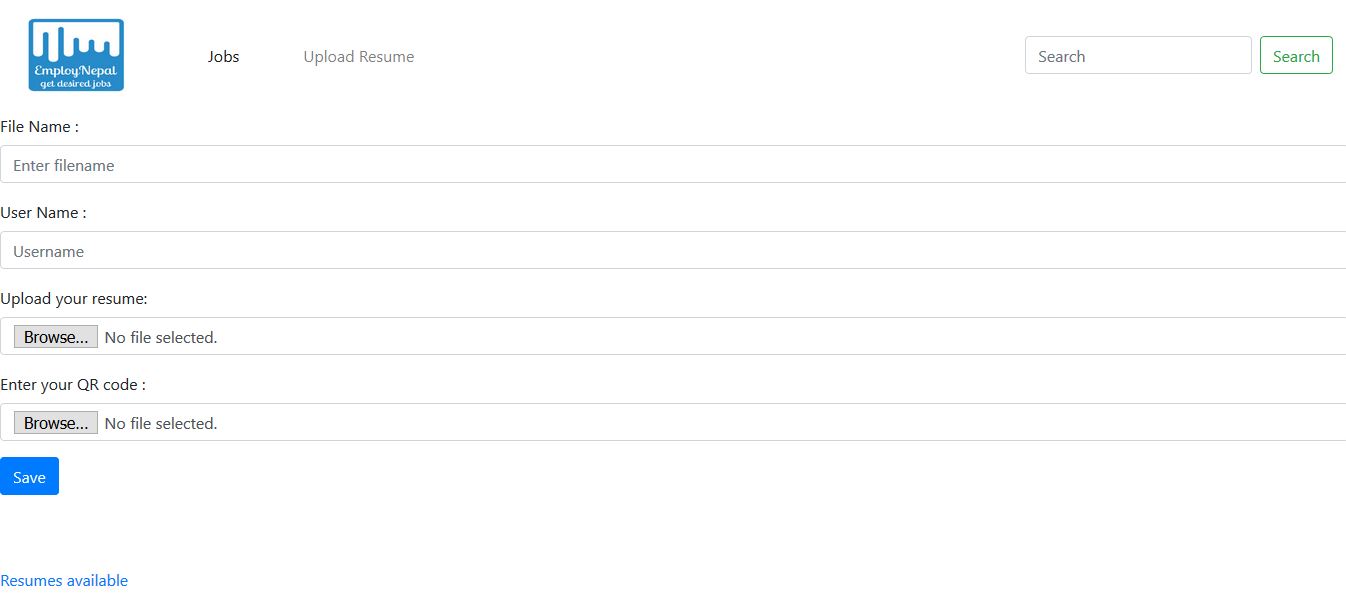 EmployNepal
get desired jobs
Jobs
Upload Resume
Search
Search
File Name :
Enter filename
User Name :
Username
Upload your resume:
Browse... No file selected.
Enter your QR code :
Browse... No file selected.
Save
Resumes available